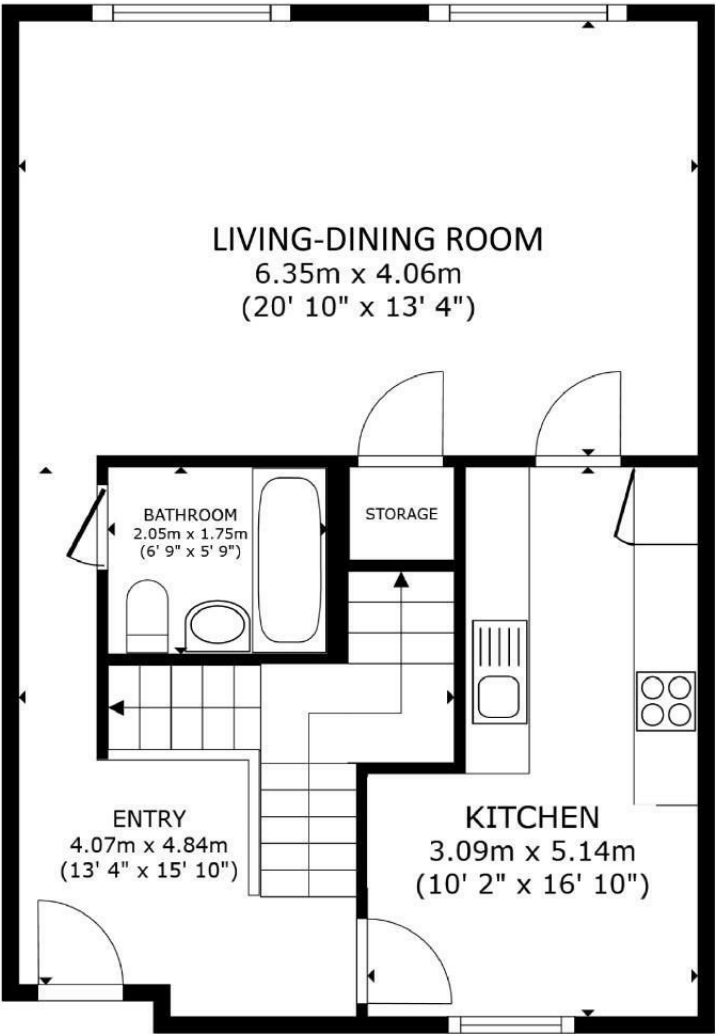 LIVING-DINING ROOM
6.35m x 4.06m
(20' 10" x 13' 4")
BATHROOM
2.05m x 1.75m
(6' 9" x 5' 9")
STORAGE
ENTRY
4.07m x 4.84m
(13' 4" x 15' 10")
KITCHEN
3.09m x 5.14m
(10' 2" x 16' 10")